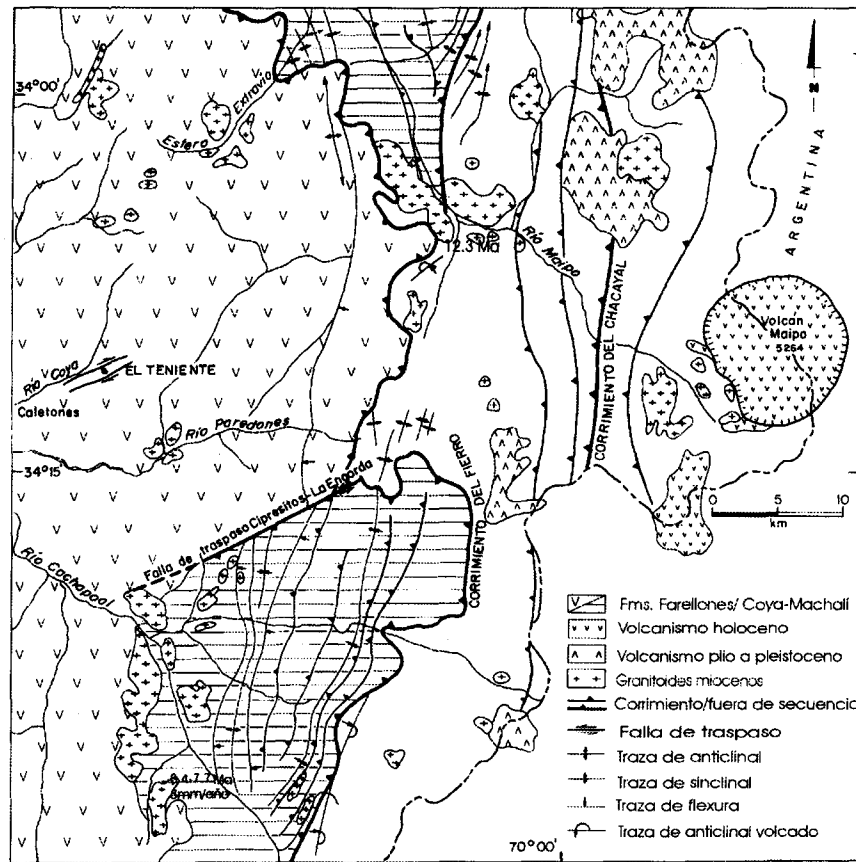 34°00'
Estero Extravio
N
ARGENTINA
12.3 Ma
Río Maipo
CORRIMIENTO DEL CHACAYAL
Volcan
Maipo
5264
Río Coya
EL TENIENTE
Caletones
Río Paredones
34°15
Falla de traspaso Cipresitos-La Engorda
CORRIMIENTO DEL FIERRO
0 5 10
km
Río Cachapoal
Fms. Farellones/ Coya-Machalí
Volcanismo holoceno
Volcanismo plio a pleistoceno
Granitoides miocenos
Corrimiento/fuera de secuencia
Falla de traspaso
Traza de anticlinal
Traza de sinclinal
Traza de flexura
Traza de anticlinal volcado
Ma
3mm/año
70°00'